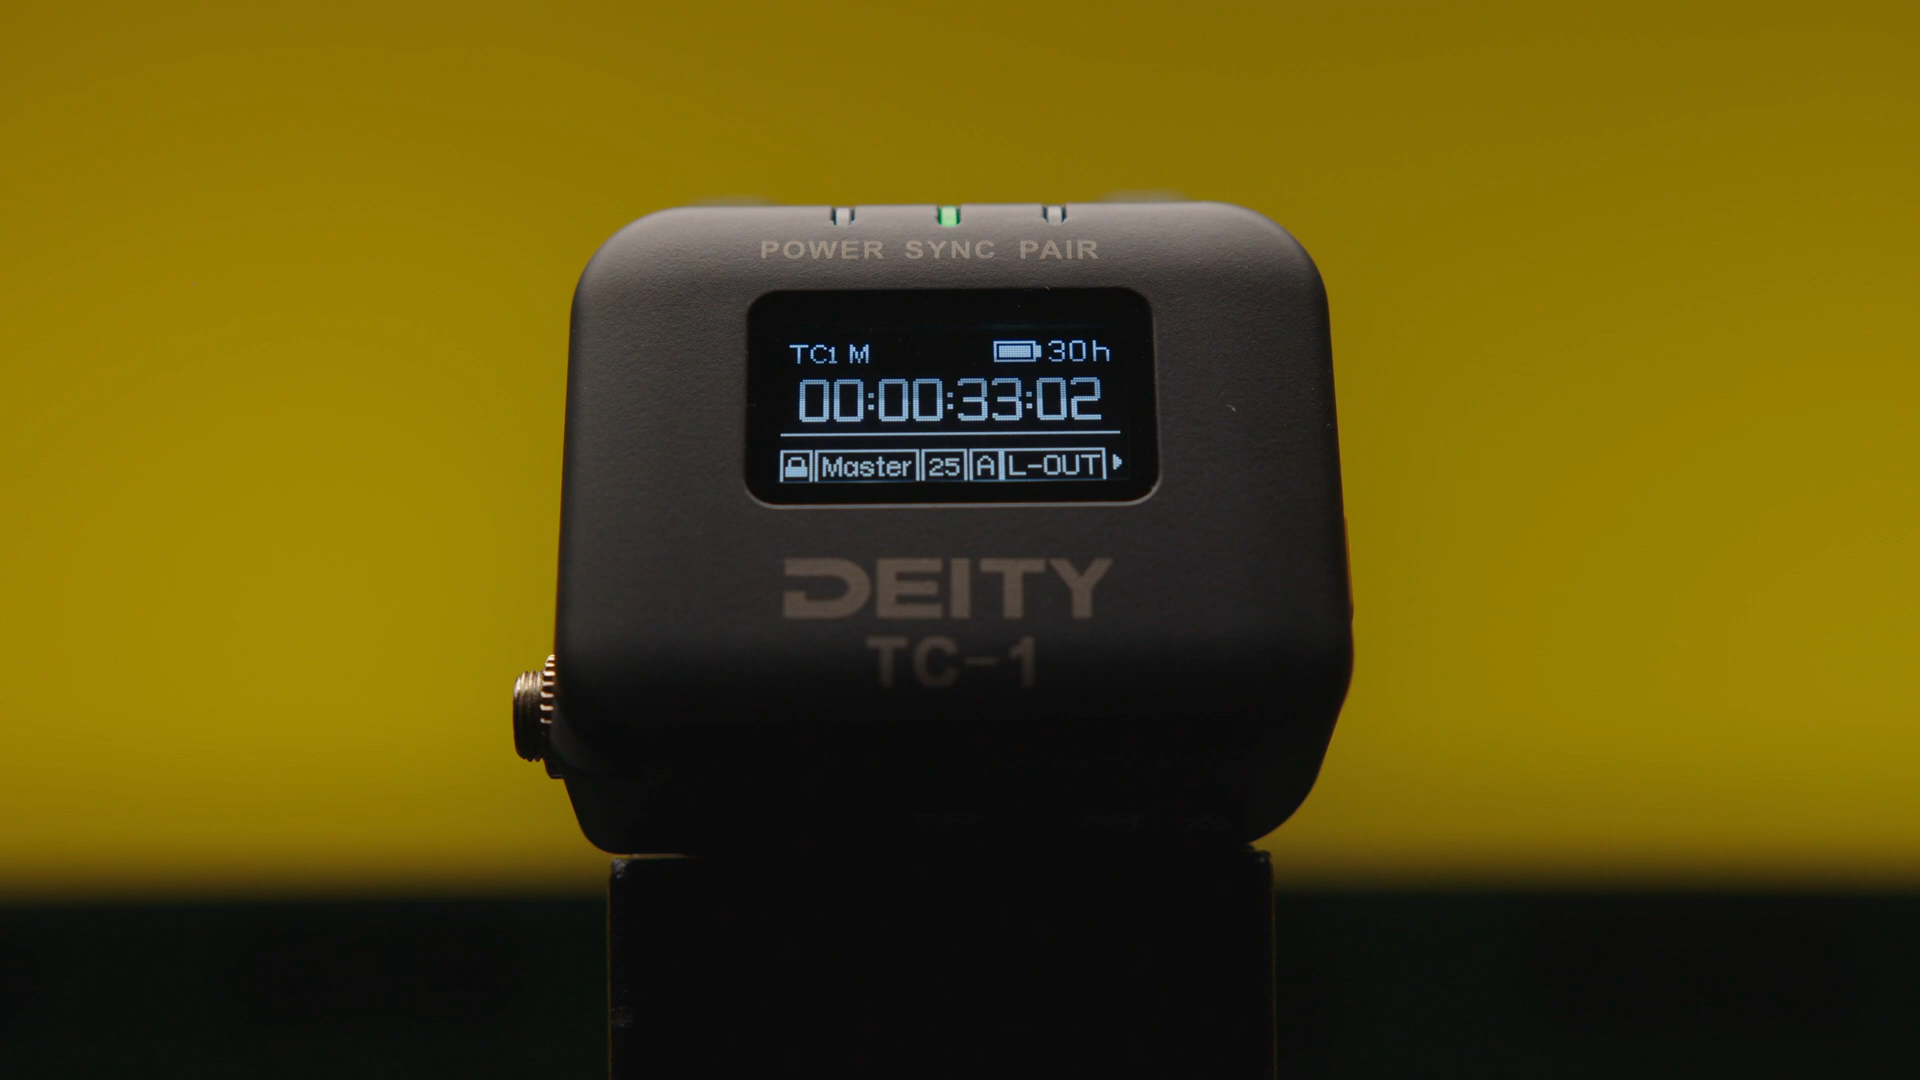 POWER SYNC PAIR
TC1 M 30h
00:00:33:02
Master 25 A L-OUT
DEITY
TC-1